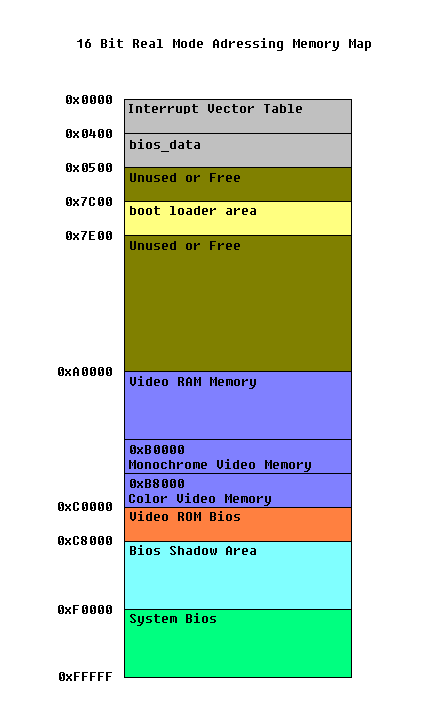 16 Bit Real Mode Adressing Memory Map
0x0000
Interrupt Vector Table
0x0400
bios_data
0x0500
Unused or Free
0x7C00
boot loader area
0x7E00
Unused or Free
0xA0000
Video RAM Memory
0xB0000
Monochrome Video Memory
0xB8000
Color Video Memory
0xC0000
Video ROM Bios
0xC8000
Bios Shadow Area
0xF0000
System Bios
0xFFFFF